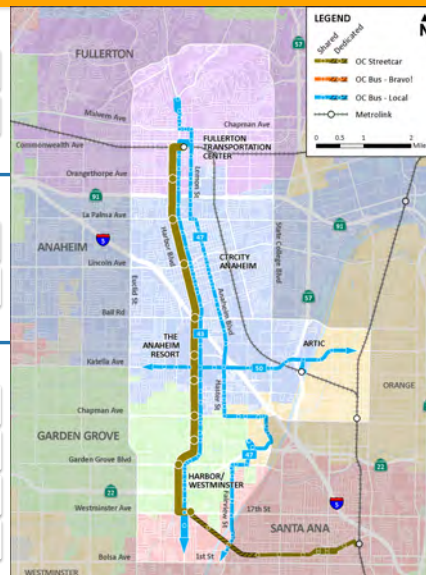 LEGEND
N
Shared
Dedicated
OC Streetcar
OC Bus - Bravo!
OC Bus - Local
Metrolink
0 0.5 1 2
Mile
57
FULLERTON
Malvern Ave
Chapman Ave
Commonwealth Ave
FULLERTON
TRANSPORTATION
CENTER
Orangethorpe Ave
Lemon St
91
La Palma Ave
91
5
Harbor Blvd
47
State College Blvd
ANAHEIM
CTRCITY
ANAHEIM
Lincoln Ave
Euclid St
Anaheim Blvd
57
Ball Rd
THE
ANAHEIM
RESORT
43
ARTIC
Katella Ave
50
Haster St
ORANGE
Chapman Ave
GARDEN GROVE
47
Garden Grove Blvd
22
HARBOR/
WESTMINSTER
22
Fairview St
5
Westminster Ave
17th St
SANTA ANA
Bolsa Ave
1st St
WESTMINSTER